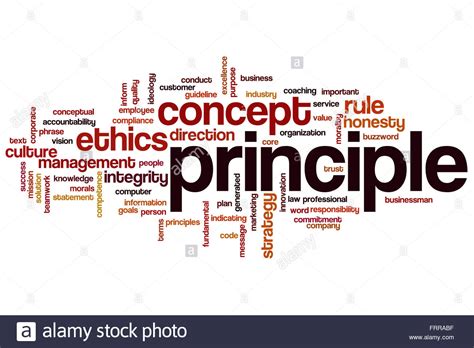 inform
quality
ideology
conduct
customer
guideline
excellence
purpose
business
industry
coaching
important
service
value
rule
morality
honesty
buzzword
corporate
text
conceptual
accountability
phrase
vision
employee
compliance
concept
ethics
direction
organization
core
culture
management
people
principle
trust
success
mission
solution
teamwork
knowledge
morals
statement
competence
integrity
computer
information
goals
person
terms
principles
fundamental
indicating
code
plan
generated
message
marketing
strategy
innovation
law
professional
word
responsibility
commitment
company
businessman
alamy
alamy stock photo
FRRABF
www.alamy.com